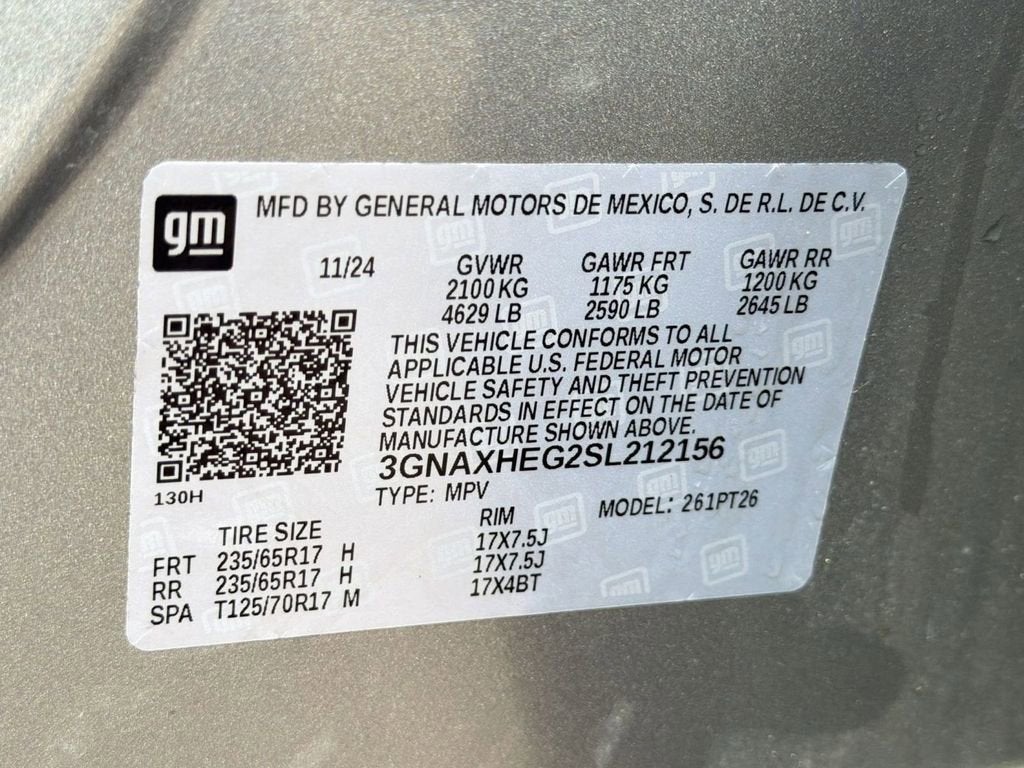 gm MFD BY GENERAL MOTORS DE MEXICO, S. DE R.L. DE C.V.
11/24 GVWR GAWR FRT GAWR RR
2100 KG 1175 KG 1200 KG
4629 LB 2590 LB 2645 LB
THIS VEHICLE CONFORMS TO ALL
APPLICABLE U.S. FEDERAL MOTOR
VEHICLE SAFETY AND THEFT PREVENTION
STANDARDS IN EFFECT ON THE DATE OF
MANUFACTURE SHOWN ABOVE.
3GNAXHEG2SL212156
130H
TYPE: MPV MODEL: 261PT26
TIRE SIZE RIM
FRT 235/65R17 H 17X7.5J
RR 235/65R17 H 17X7.5J
SPA T125/70R17 M 17X4BT